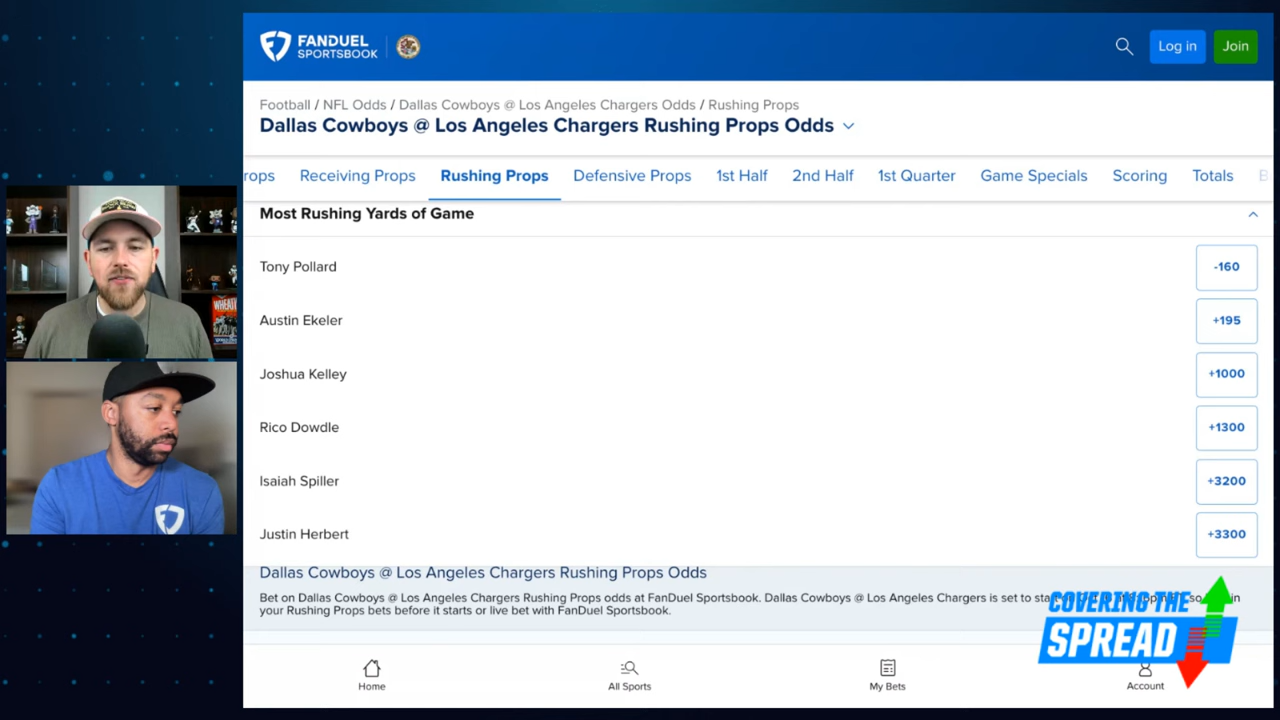 FANDUEL
SPORTSBOOK
Log in
Join
Football / NFL Odds / Dallas Cowboys @ Los Angeles Chargers Odds / Rushing Props
Dallas Cowboys @ Los Angeles Chargers Rushing Props Odds
rops Receiving Props Rushing Props Defensive Props 1st Half 2nd Half 1st Quarter Game Specials Scoring Totals B
Most Rushing Yards of Game
Tony Pollard -160
Austin Ekeler +195
Joshua Kelley +1000
Rico Dowdle +1300
Isaiah Spiller +3200
Justin Herbert +3300
Dallas Cowboys @ Los Angeles Chargers Rushing Props Odds
Bet on Dallas Cowboys @ Los Angeles Chargers Rushing Props odds at FanDuel Sportsbook. Dallas Cowboys @ Los Angeles Chargers is set to
your Rushing Props bets before it starts or live bet with FanDuel Sportsbook.
COVERING THE
SPREAD
Home All Sports My Bets Account
WHEATIES